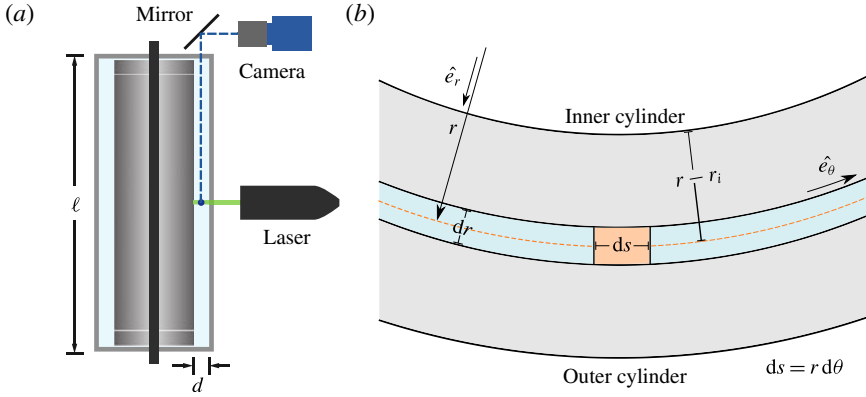 (a)
Mirror
Camera
ℓ
Laser
d
(b)
ê_r
r
Inner cylinder
r − r_i
ê_θ
dr
ds
Outer cylinder
ds = r dθ